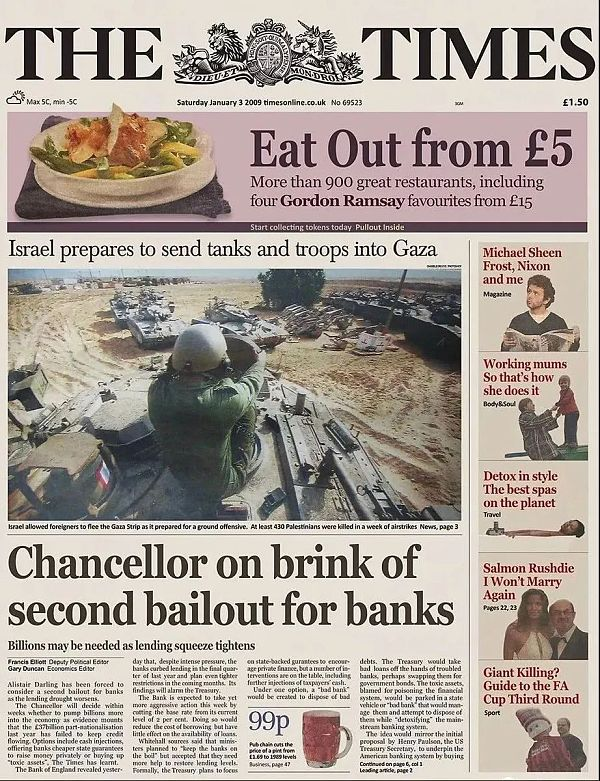 THE TIMES
DIEU ET MON DROIT
Max 5C, min -5C
Saturday January 3 2009 timesonline.co.uk No 69523
£1.50
Eat Out from £5
More than 900 great restaurants, including
four Gordon Ramsay favourites from £15
Start collecting tokens today Pullout Inside
Israel prepares to send tanks and troops into Gaza
Israel allowed foreigners to flee the Gaza Strip as it prepared for a ground offensive. At least 430 Palestinians were killed in a week of airstrikes News, page 3
Michael Sheen
Frost, Nixon
and me
Magazine
Working mums
So that's how
she does it
Body&Soul
Detox in style
The best spas
on the planet
Travel
Salmon Rushdie
I Won't Marry
Again
Pages 22, 23
Giant Killing?
Guide to the FA
Cup Third Round
Sport
Chancellor on brink of
second bailout for banks
Billions may be needed as lending squeeze tightens
Francis Elliott Deputy Political Editor
Gary Duncan Economics Editor
Alistair Darling has been forced to
consider a second bailout for banks
as the lending drought worsens.
The Chancellor will decide within
weeks whether to pump billions more
into the economy as evidence mounts
that the £37billion part-nationalisation
last year has failed to keep credit
flowing. Options include cash injections,
offering banks cheaper state guarantees
to raise money privately or buying up
"toxic assets", The Times has learnt.
The Bank of England revealed yester-
day that, despite intense pressure, the
banks curbed lending in the final quar-
ter of last year and plan even tighter
restrictions in the coming months. Its
findings will alarm the Treasury.
The Bank is expected to take yet
more aggressive action this week by
cutting the base rate from its current
level of 2 per cent. Doing so would
reduce the cost of borrowing but have
little effect on the availability of loans.
Whitehall sources said that minis-
ters planned to "keep the banks on
the boil" but accepted that they need
more help to restore lending levels.
Formally, the Treasury plans to focus
on state-backed guarantees to encour-
age private finance, but a number of in-
terventions are on the table, including
further injections of taxpayers' cash.
Under one option, a "bad bank"
would be created to dispose of bad
99p
Pub chain cuts the
price of a pint from
£1.69 to 1989 levels
Business, page 47
debts. The Treasury would take
bad loans off the hands of troubled
banks, perhaps swapping them for
government bonds. The toxic assets,
blamed for poisoning the financial
system, would be parked in a state
vehicle or "bad bank" that would man-
age them and attempt to dispose of
them while "detoxifying" the main-
stream banking system.
The idea would mirror the initial
proposal by Henry Paulson, the US
Treasury Secretary, to underpin the
American banking system by buying
Continued on page 6, col 1
Leading article, page 2